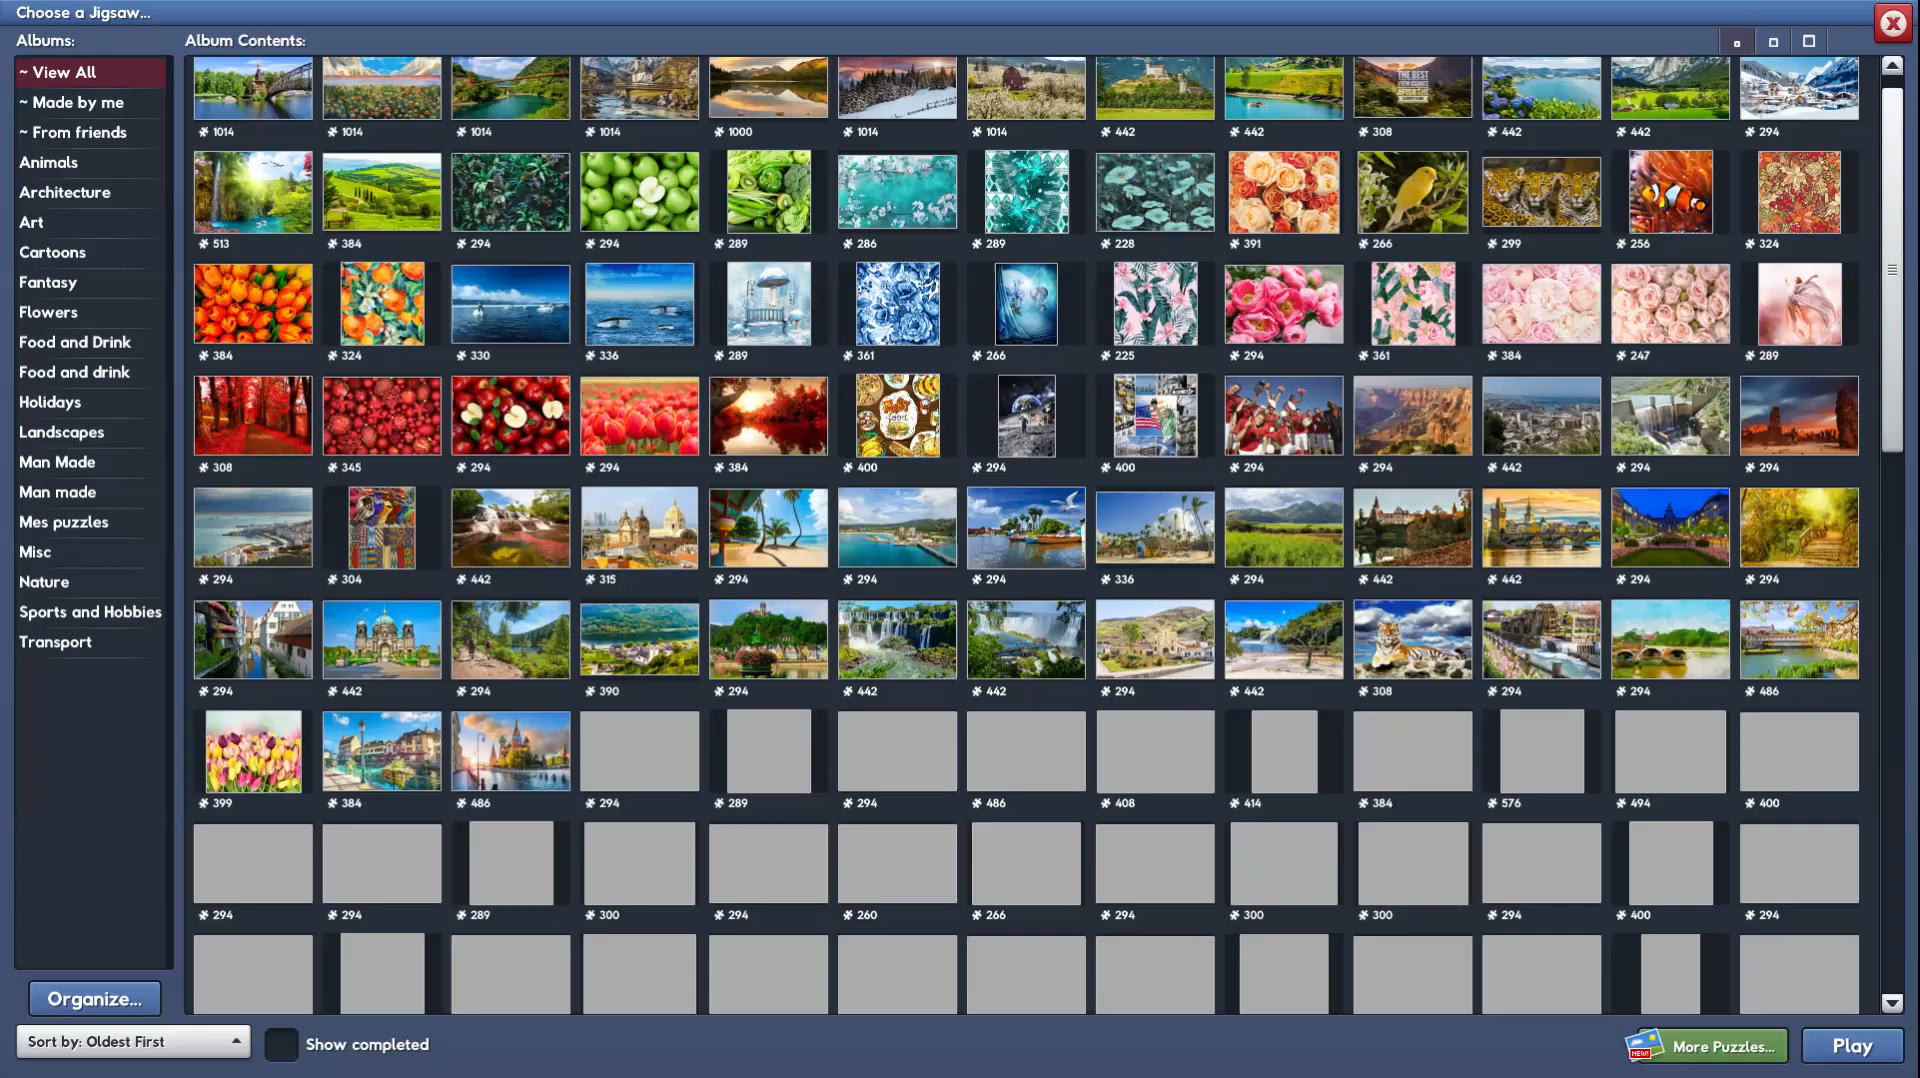 Choose a Jigsaw...
Albums:
Album Contents:
~ View All
~ Made by me
~ From friends
Animals
Architecture
Art
Cartoons
Fantasy
Flowers
Food and Drink
Food and drink
Holidays
Landscapes
Man Made
Man made
Mes puzzles
Misc
Nature
Sports and Hobbies
Transport
THE BEST
1014 1014 1014 1014 1000 1014 1014 442 442 308 442 442 294
513 384 294 294 289 286 289 228 391 266 299 256 324
384 324 330 336 289 361 266 225 294 361 384 247 289
308 345 294 294 384 400 294 400 294 294 442 294 294
294 304 442 315 294 294 294 336 294 442 442 294 294
294 442 294 390 294 442 442 294 442 308 294 294 486
399 384 486 294 289 294 486 408 414 384 576 494 400
294 294 289 300 294 260 266 294 300 300 294 400 294
Organize...
Sort by: Oldest First
Show completed
NEW!
More Puzzles...
Play